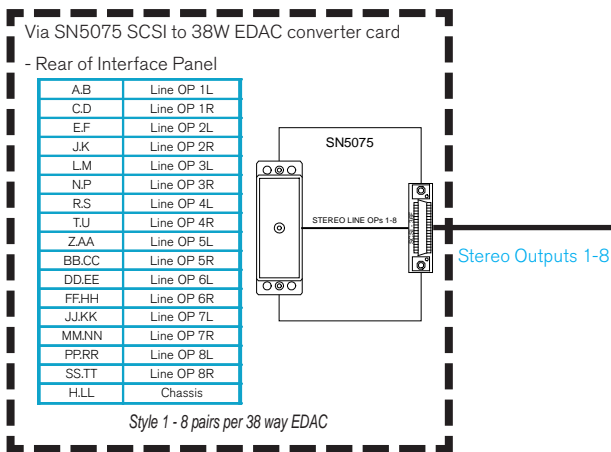 Via SN5075 SCSI to 38W EDAC converter card
- Rear of Interface Panel
A.B Line OP 1L
C.D Line OP 1R
E.F Line OP 2L
J.K Line OP 2R
L.M Line OP 3L
N.P Line OP 3R
R.S Line OP 4L
T.U Line OP 4R
Z.AA Line OP 5L
BB.CC Line OP 5R
DD.EE Line OP 6L
FF.HH Line OP 6R
JJ.KK Line OP 7L
MM.NN Line OP 7R
PP.RR Line OP 8L
SS.TT Line OP 8R
H.LL Chassis
SN5075
STEREO LINE OPs 1-8
Stereo Outputs 1-8
Style 1 - 8 pairs per 38 way EDAC